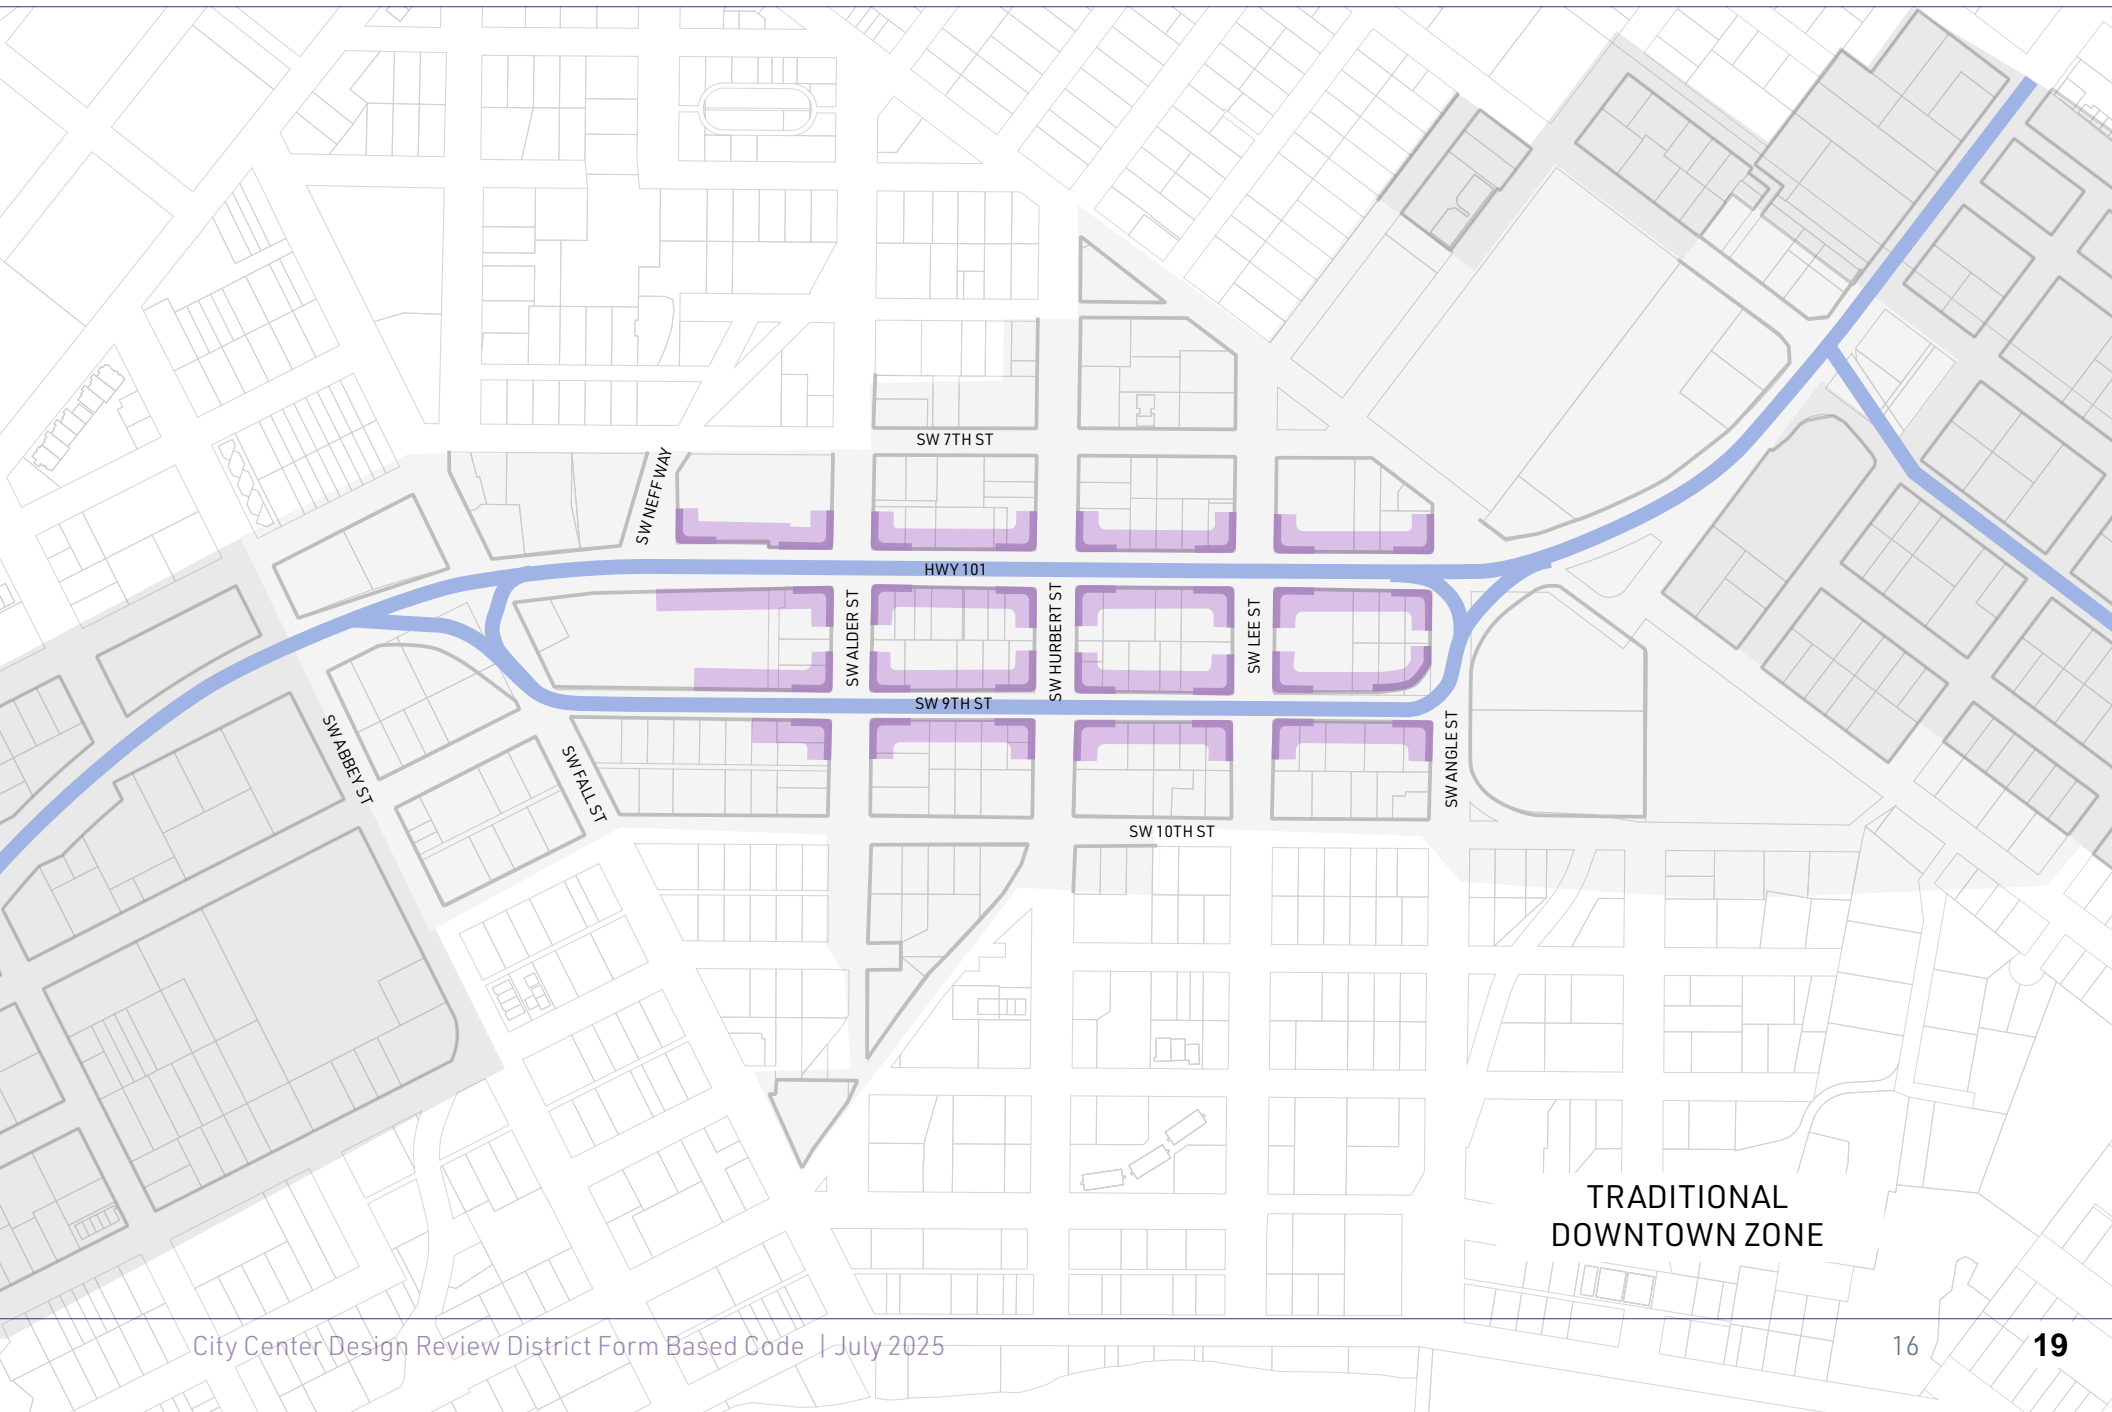 SW 7TH ST
SW NEFF WAY
HWY 101
SW ALDER ST
SW HURBERT ST
SW LEE ST
SW 9TH ST
SW ABBEY ST
SW FALL ST
SW ANGLE ST
SW 10TH ST
TRADITIONAL
DOWNTOWN ZONE
City Center Design Review District Form Based Code | July 2025
16
19